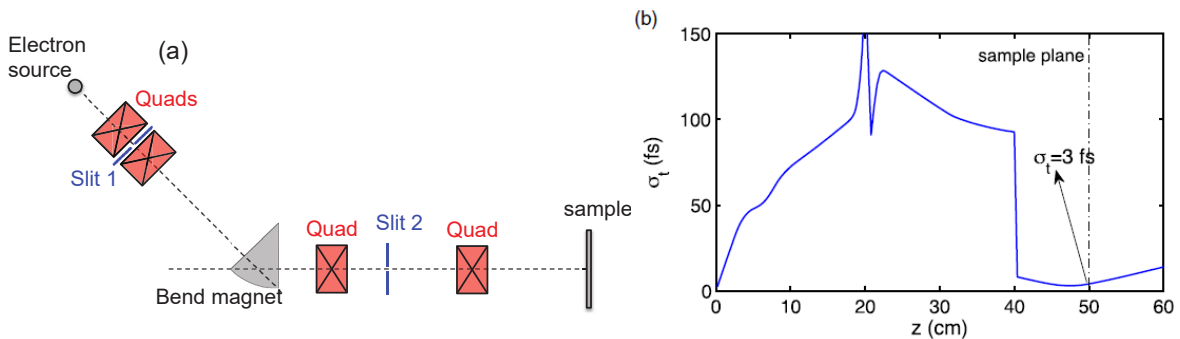 (a)
Electron
source
Quads
Slit 1
Bend magnet
Quad
Slit 2
Quad
sample
(b)
150
100
50
0
σt (fs)
sample plane
σt=3 fs
0
10
20
30
40
50
60
z (cm)